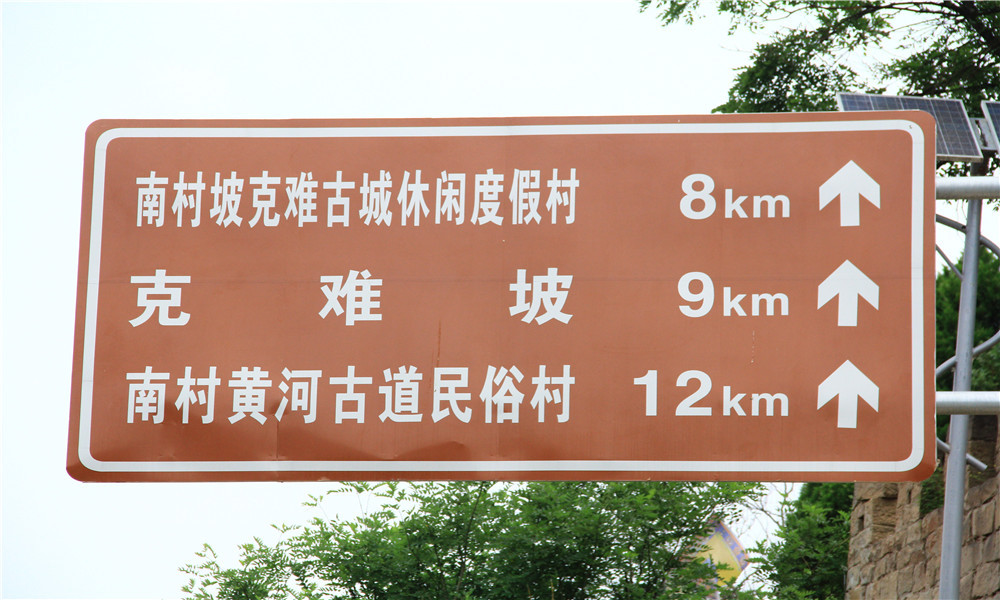 南村坡克难古城休闲度假村 8km ↑
克难坡 9km ↑
南村黄河古道民俗村 12km ↑